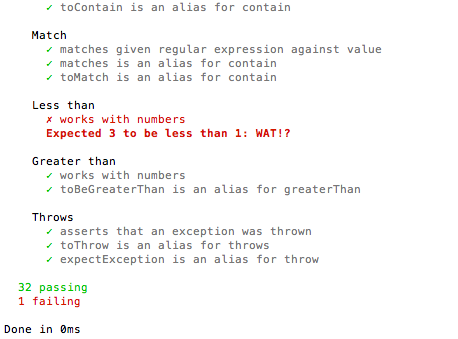 ✓ toContain is an alias for contain
Match
✓ matches given regular expression against value
✓ matches is an alias for contain
✓ toMatch is an alias for contain
Less than
✗ works with numbers
Expected 3 to be less than 1: WAT!?
Greater than
✓ works with numbers
✓ toBeGreaterThan is an alias for greaterThan
Throws
✓ asserts that an exception was thrown
✓ toThrow is an alias for throws
✓ expectException is an alias for throw
32 passing
1 failing
Done in 0ms